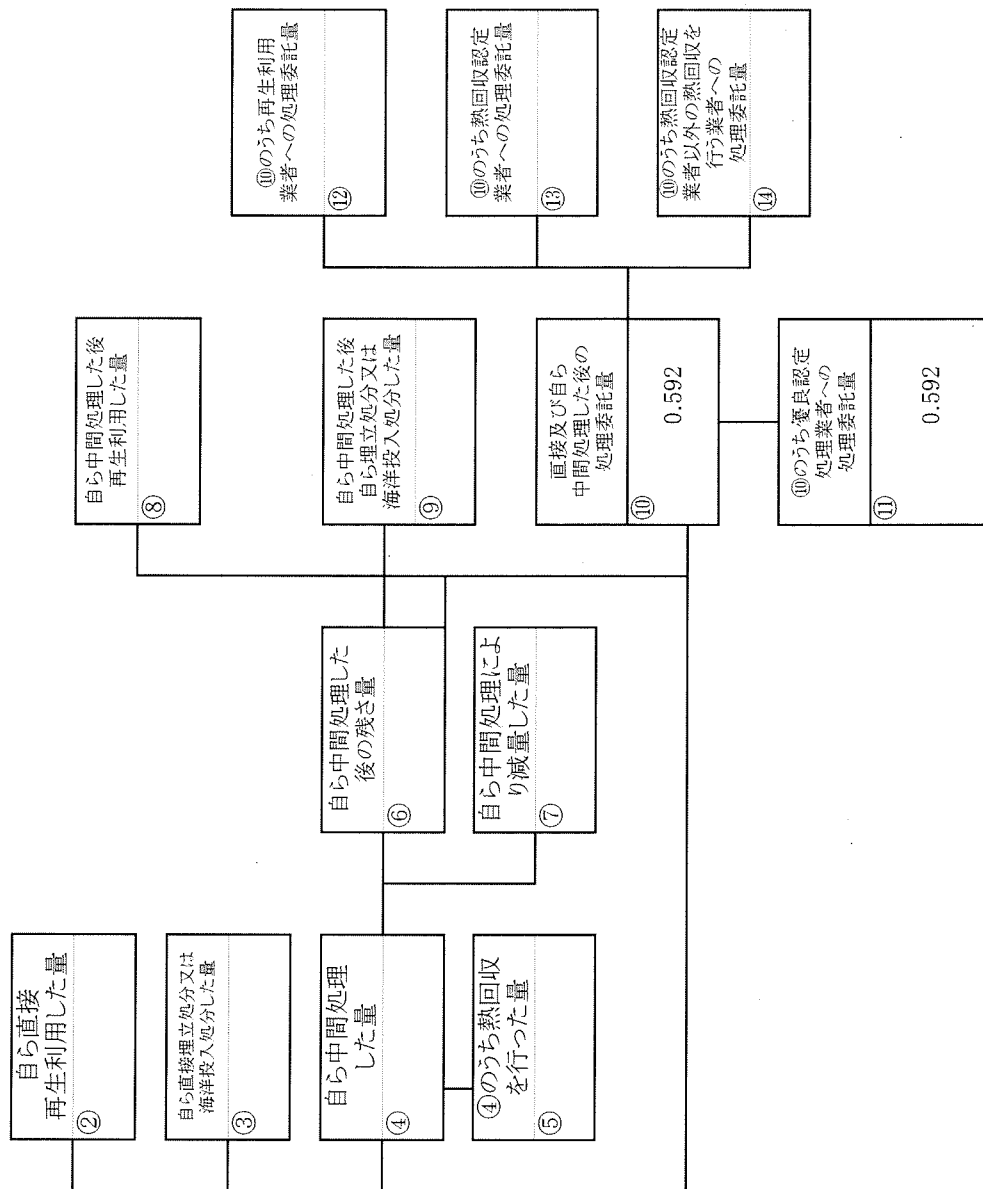 自ら直接
再生利用した量
②
自ら直接埋立処分又は
海洋投入処分した量
③
自ら中間処理
した量
④
④のうち熱回収
を行った量
⑤
自ら中間処理した
後の残さ量
⑥
自ら中間処理によ
り減量した量
⑦
自ら中間処理した後
再生利用した量
⑧
自ら中間処理した後
自ら埋立処分又は
海洋投入処分した量
⑨
直接及び自ら
中間処理した後の
処理委託量
⑩
0.592
⑩のうち優良認定
処理業者への
処理委託量
⑪
0.592
⑩のうち再生利用
業者への処理委託量
⑫
⑩のうち熱回収認定
業者への処理委託量
⑬
⑩のうち熱回収認定
業者以外の熱回収を
行う業者への
処理委託量
⑭